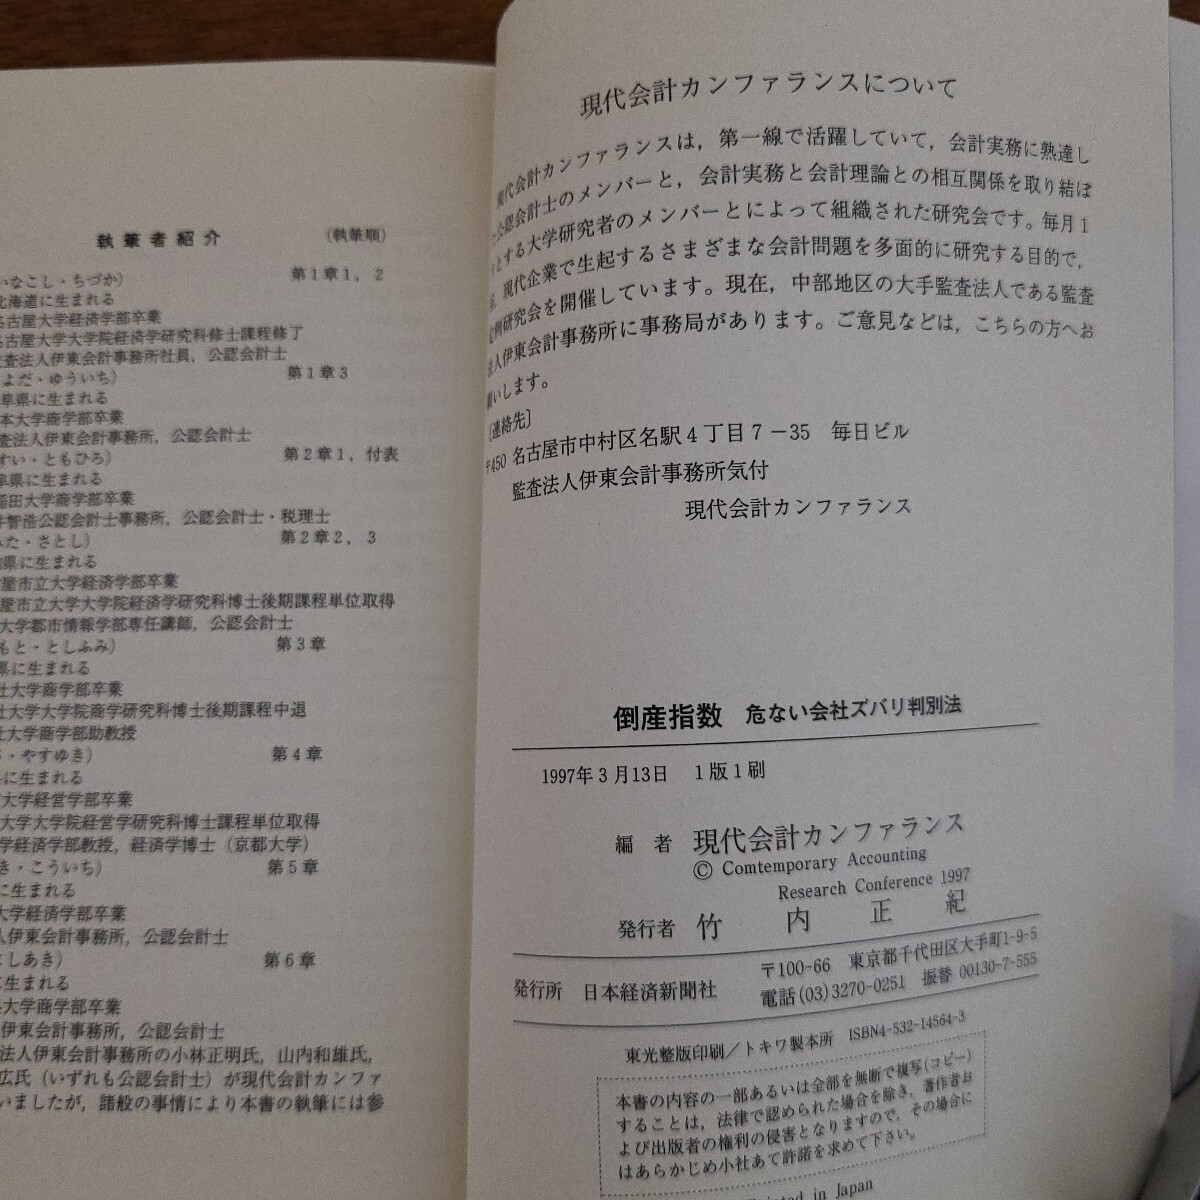 執筆者紹介 (執筆順)
いなこし・ちづか) 第1章1, 2
北海道に生まれる
名古屋大学経済学部卒業
名古屋大学大学院経済学研究科修士課程修了
査法人伊東会計事務所社員, 公認会計士
よだ・ゆういち) 第1章3
阜県に生まれる
本大学商学部卒業
査法人伊東会計事務所, 公認会計士
すい・ともひろ) 第2章1, 付表
阜県に生まれる
稲田大学商学部卒業
井智浩公認会計士事務所, 公認会計士・税理士
みた・さとし) 第2章2, 3
県に生まれる
屋市立大学経済学部卒業
屋市立大学大学院経済学研究科博士後期課程単位取得
大学都市情報学部専任講師, 公認会計士
もと・としふみ) 第3章
県に生まれる
社大学商学部卒業
社大学大学院商学研究科博士後期課程中退
社大学商学部助教授
・やすゆき) 第4章
に生まれる
大学経営学部卒業
大学大学院経営学研究科博士課程単位取得
学経済学部教授, 経済学博士(京都大学)
き・こういち) 第5章
に生まれる
大学経済学部卒業
人伊東会計事務所, 公認会計士
よしあき) 第6章
に生まれる
大学商学部卒業
伊東会計事務所, 公認会計士
法人伊東会計事務所の小林正明氏, 山内和雄氏,
広氏(いずれも公認会計士)が現代会計カンファ
いましたが, 諸般の事情により本書の執筆には参
現代会計カンファランスについて
現代会計カンファランスは, 第一線で活躍していて, 会計実務に熟達し
公認会計士のメンバーと, 会計実務と会計理論との相互関係を取り結ぼ
とする大学研究者のメンバーとによって組織された研究会です。毎月1
, 現代企業で生起するさまざまな会計問題を多面的に研究する目的で,
例研究会を開催しています。現在, 中部地区の大手監査法人である監査
法人伊東会計事務所に事務局があります。ご意見などは, こちらの方へお
願いします。
〔連絡先〕
〒450 名古屋市中村区名駅4丁目7-35 毎日ビル
監査法人伊東会計事務所気付
現代会計カンファランス
倒産指数 危ない会社ズバリ判別法
1997年3月13日 1版1刷
編者 現代会計カンファランス
© Comtemporary Accounting
Research Conference 1997
発行者 竹内正紀
発行所 日本経済新聞社
〒100-66 東京都千代田区大手町1-9-5
電話(03)3270-0251 振替 00130-7-555
東光整版印刷/トキワ製本所 ISBN4-532-14564-3
本書の内容の一部あるいは全部を無断で複写(コピー)
することは, 法律で認められた場合を除き, 著作者お
よび出版者の権利の侵害となりますので, その場合に
はあらかじめ小社あて許諾を求めて下さい。
in Japan